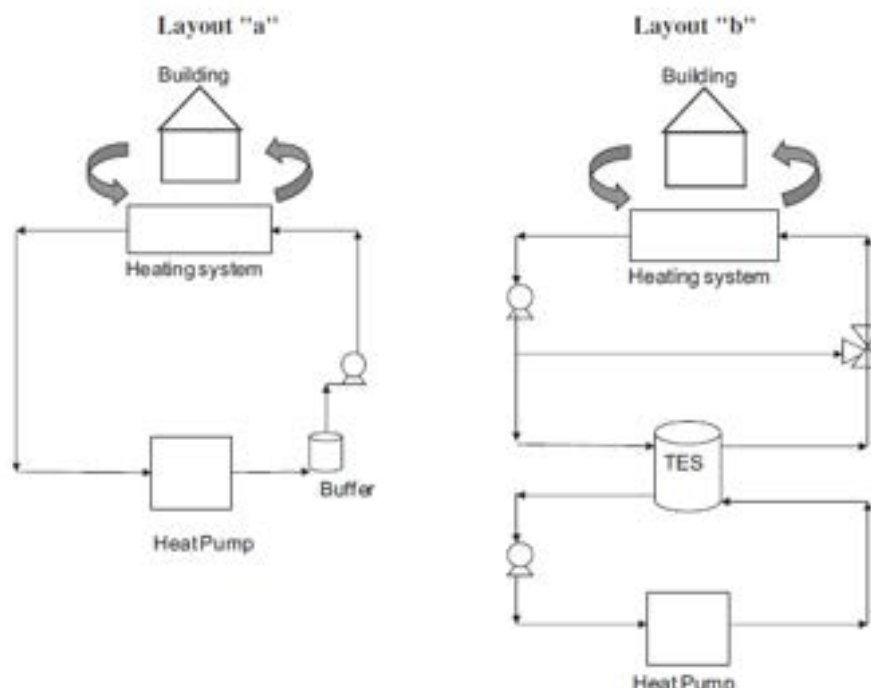 Layout "a"
Building
Heating system
Buffer
Heat Pump
Layout "b"
Building
Heating system
TES
Heat Pump